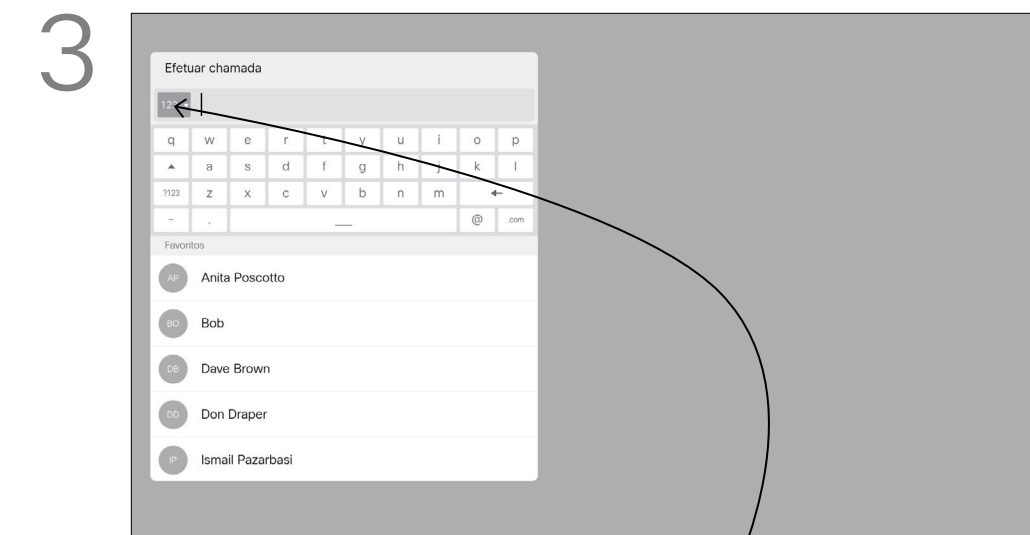 3
Efetuar chamada
q w e r t y u i o p
a s d f g h j k l
?123 z x c v b n m
- . @ .com
Favoritos
AP Anita Poscotto
BO Bob
DB Dave Brown
DD Don Draper
IP Ismail Pazarbasi